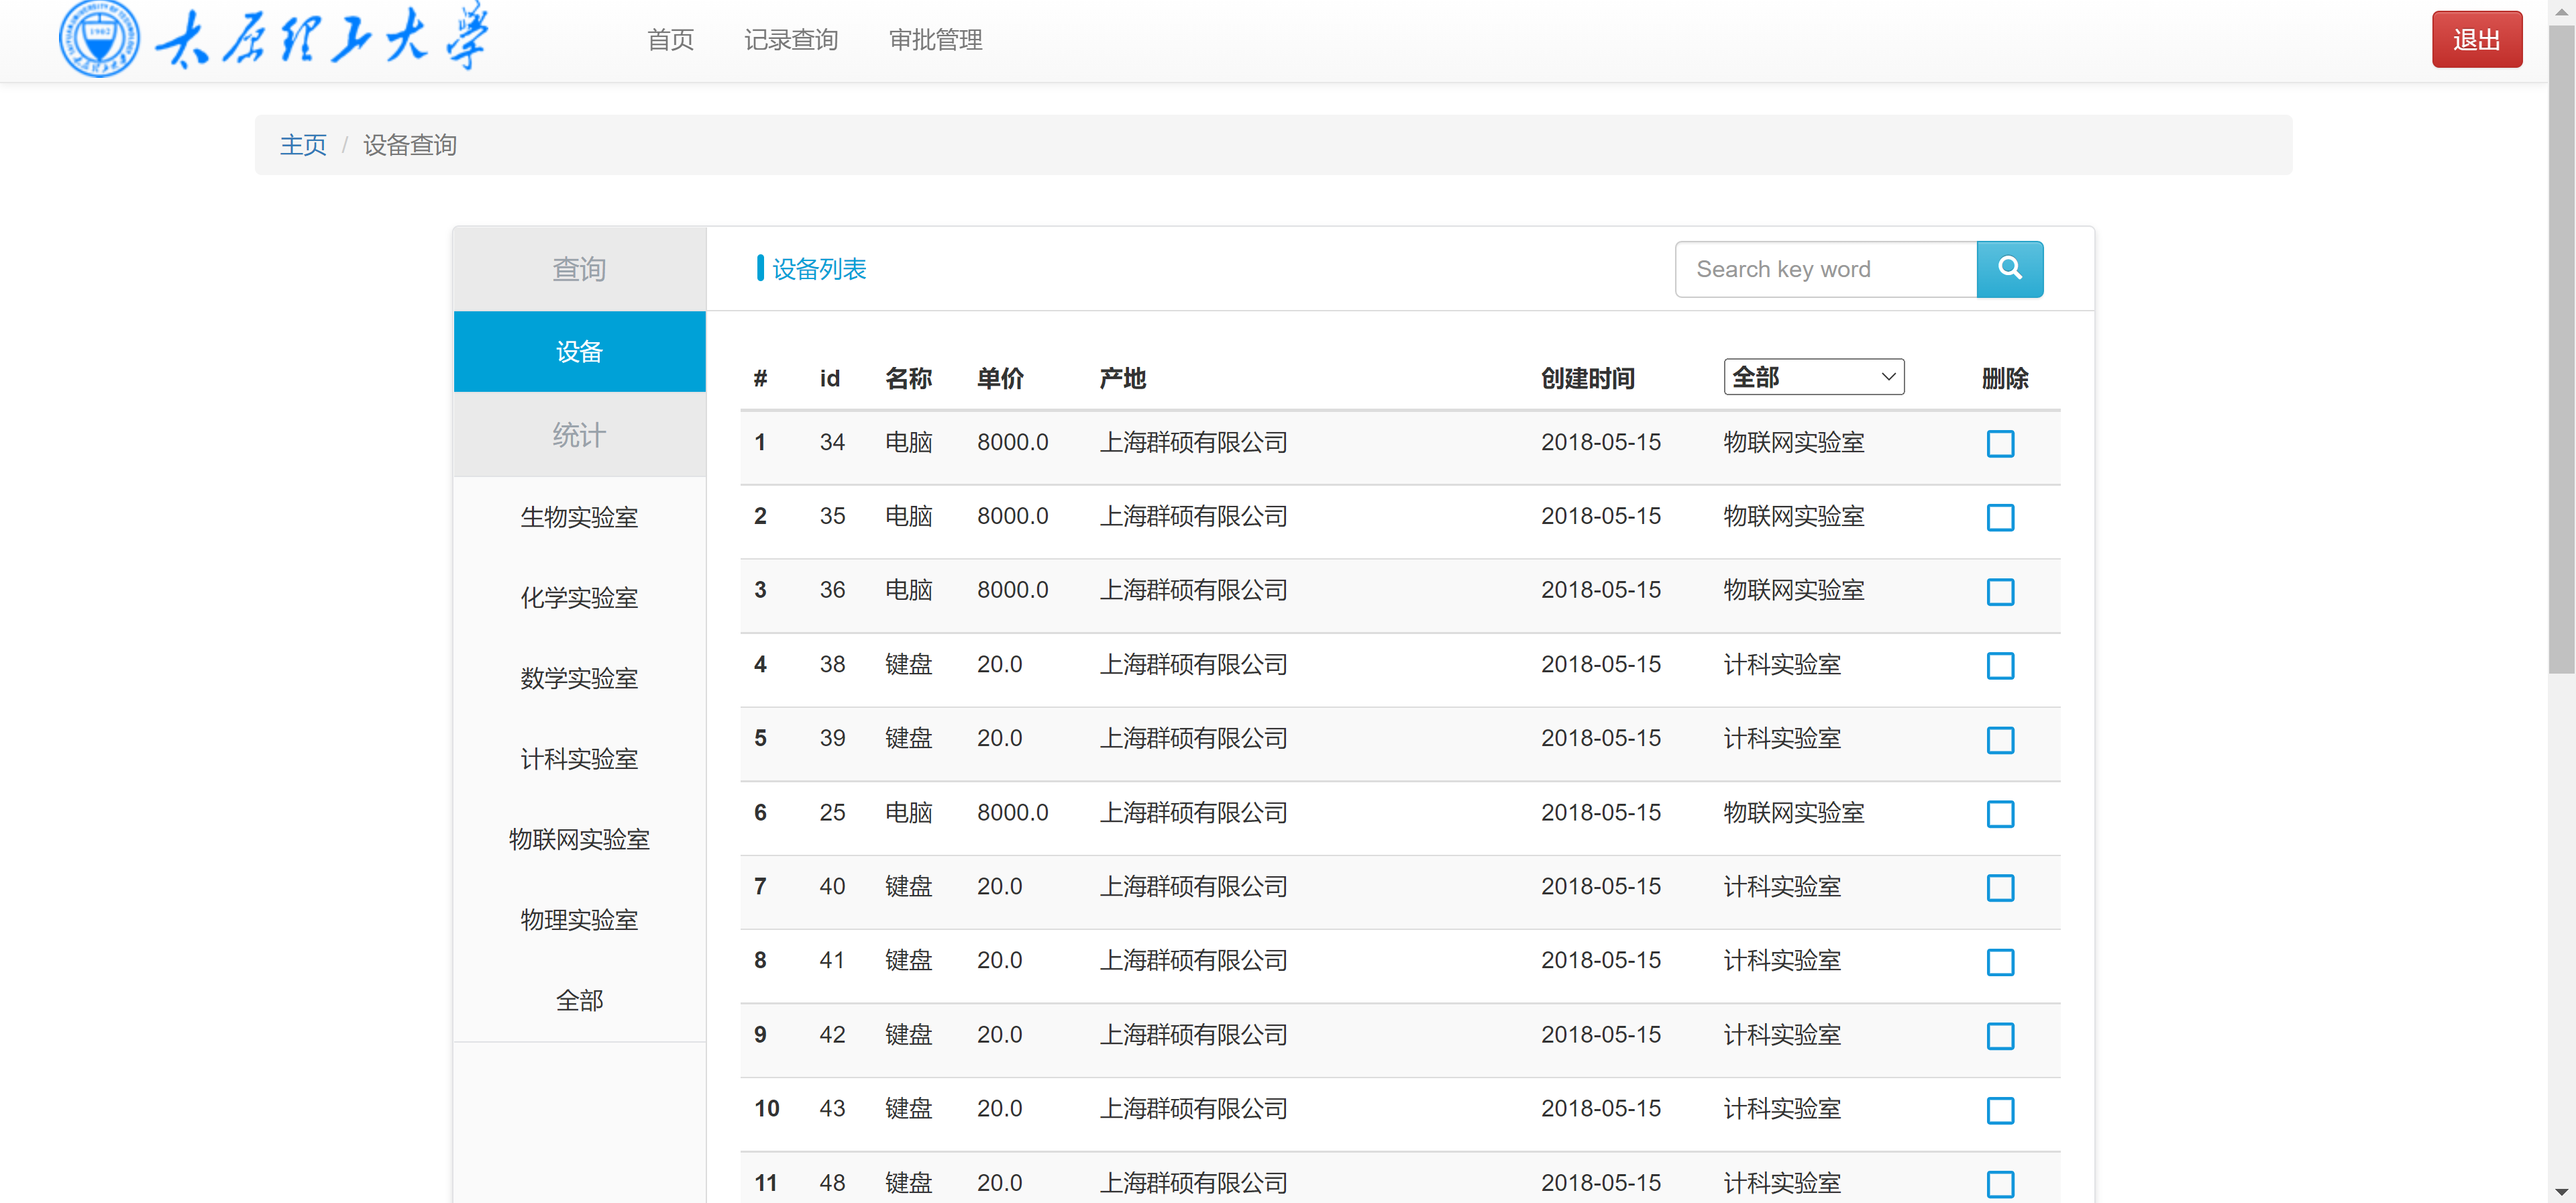 太原理工大学
首页 记录查询 审批管理 退出
主页 / 设备查询
查询
设备
统计
生物实验室
化学实验室
数学实验室
计科实验室
物联网实验室
物理实验室
全部
设备列表 Search key word
# id 名称 单价 产地 创建时间 全部 删除
1 34 电脑 8000.0 上海群硕有限公司 2018-05-15 物联网实验室
2 35 电脑 8000.0 上海群硕有限公司 2018-05-15 物联网实验室
3 36 电脑 8000.0 上海群硕有限公司 2018-05-15 物联网实验室
4 38 键盘 20.0 上海群硕有限公司 2018-05-15 计科实验室
5 39 键盘 20.0 上海群硕有限公司 2018-05-15 计科实验室
6 25 电脑 8000.0 上海群硕有限公司 2018-05-15 物联网实验室
7 40 键盘 20.0 上海群硕有限公司 2018-05-15 计科实验室
8 41 键盘 20.0 上海群硕有限公司 2018-05-15 计科实验室
9 42 键盘 20.0 上海群硕有限公司 2018-05-15 计科实验室
10 43 键盘 20.0 上海群硕有限公司 2018-05-15 计科实验室
11 48 键盘 20.0 上海群硕有限公司 2018-05-15 计科实验室